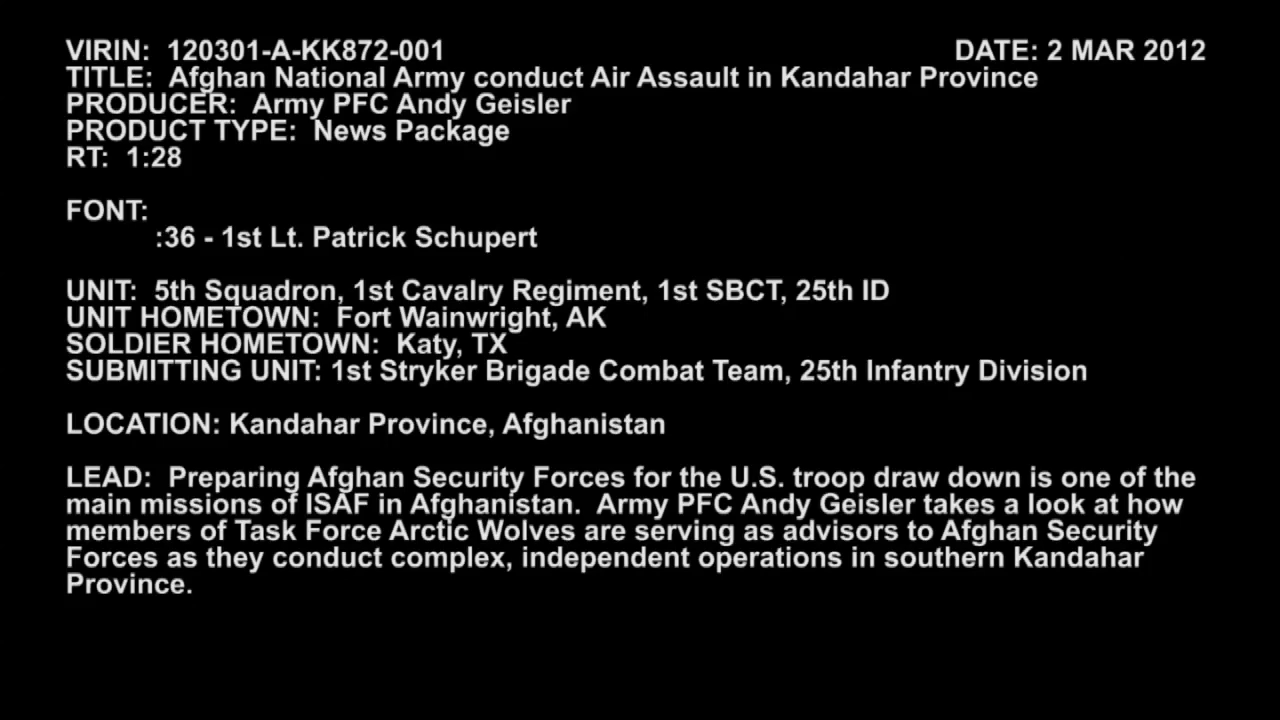 VIRIN: 120301-A-KK872-001 DATE: 2 MAR 2012
TITLE: Afghan National Army conduct Air Assault in Kandahar Province
PRODUCER: Army PFC Andy Geisler
PRODUCT TYPE: News Package
RT: 1:28
FONT:
:36 - 1st Lt. Patrick Schupert
UNIT: 5th Squadron, 1st Cavalry Regiment, 1st SBCT, 25th ID
UNIT HOMETOWN: Fort Wainwright, AK
SOLDIER HOMETOWN: Katy, TX
SUBMITTING UNIT: 1st Stryker Brigade Combat Team, 25th Infantry Division
LOCATION: Kandahar Province, Afghanistan
LEAD: Preparing Afghan Security Forces for the U.S. troop draw down is one of the
main missions of ISAF in Afghanistan. Army PFC Andy Geisler takes a look at how
members of Task Force Arctic Wolves are serving as advisors to Afghan Security
Forces as they conduct complex, independent operations in southern Kandahar
Province.